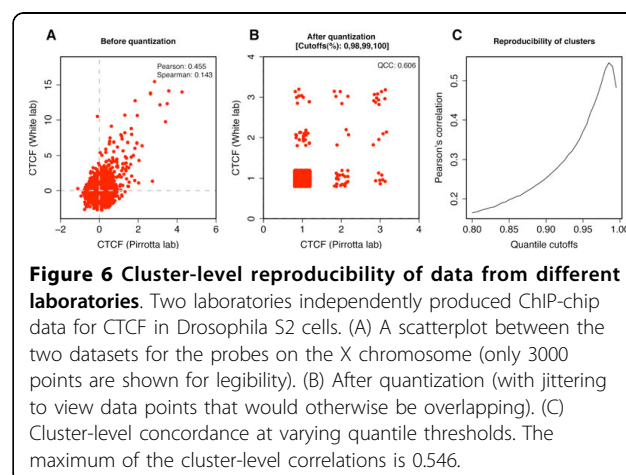 A
Before quantization
Pearson: 0.455
Spearman: 0.143
CTCF (White lab)
15
10
5
0
−2
0
2
4
6
CTCF (Pirrotta lab)
B
After quantization
[Cutoffs(%): 0,98,99,100]
QCC: 0.606
CTCF (White lab)
4
3
2
1
0
0
1
2
3
4
CTCF (Pirrotta lab)
C
Reproducibility of clusters
Pearson's correlation
0.5
0.4
0.3
0.2
0.80
0.85
0.90
0.95
1.00
Quantile cutoffs
Figure 6 Cluster-level reproducibility of data from different
laboratories. Two laboratories independently produced ChIP-chip
data for CTCF in Drosophila S2 cells. (A) A scatterplot between the
two datasets for the probes on the X chromosome (only 3000
points are shown for legibility). (B) After quantization (with jittering
to view data points that would otherwise be overlapping). (C)
Cluster-level concordance at varying quantile thresholds. The
maximum of the cluster-level correlations is 0.546.